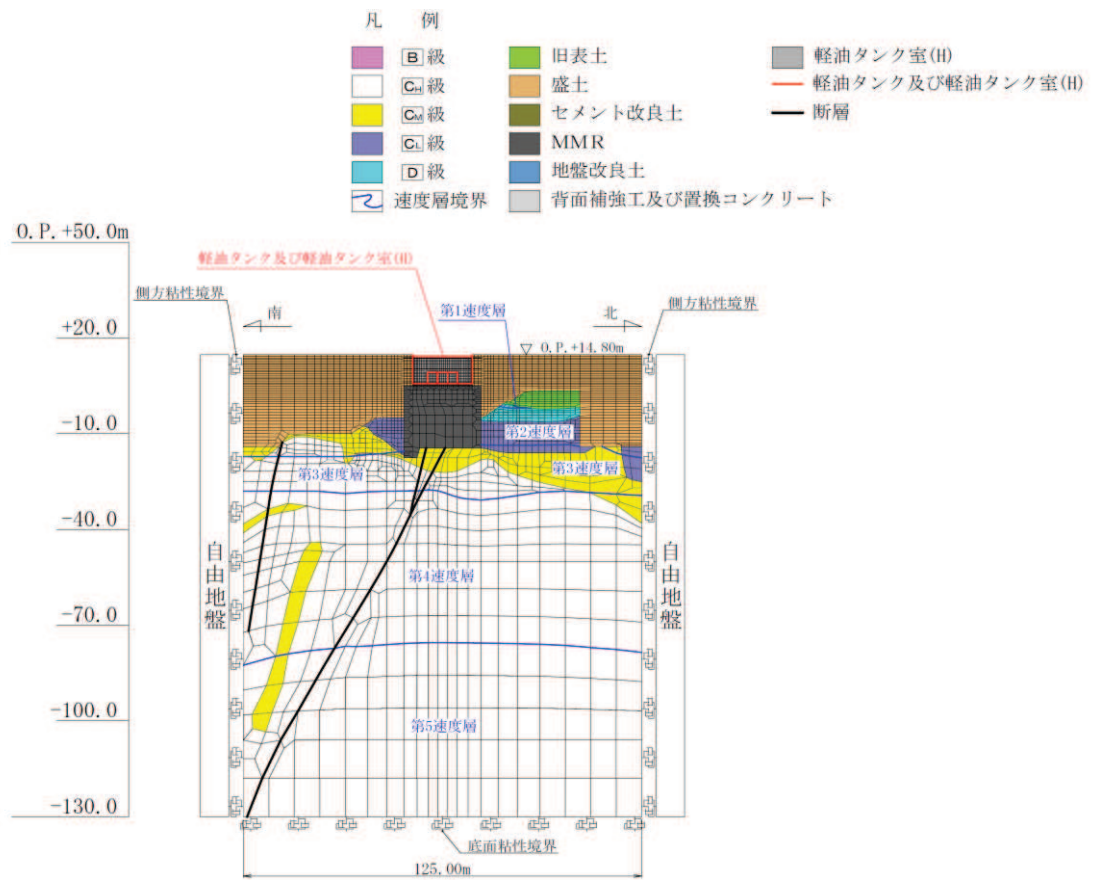 凡 例
B級
CH級
CM級
CL級
D級
速度層境界
旧表土
盛土
セメント改良土
MMR
地盤改良土
背面補強工及び置換コンクリート
軽油タンク室(H)
軽油タンク及び軽油タンク室(H)
断層
O.P.+50.0m
+20.0
-10.0
-40.0
-70.0
-100.0
-130.0
軽油タンク及び軽油タンク室(H)
側方粘性境界
側方粘性境界
南
第1速度層
北
O.P.+14.80m
第2速度層
第3速度層
第3速度層
自由地盤
第4速度層
自由地盤
第5速度層
底面粘性境界
125.00m